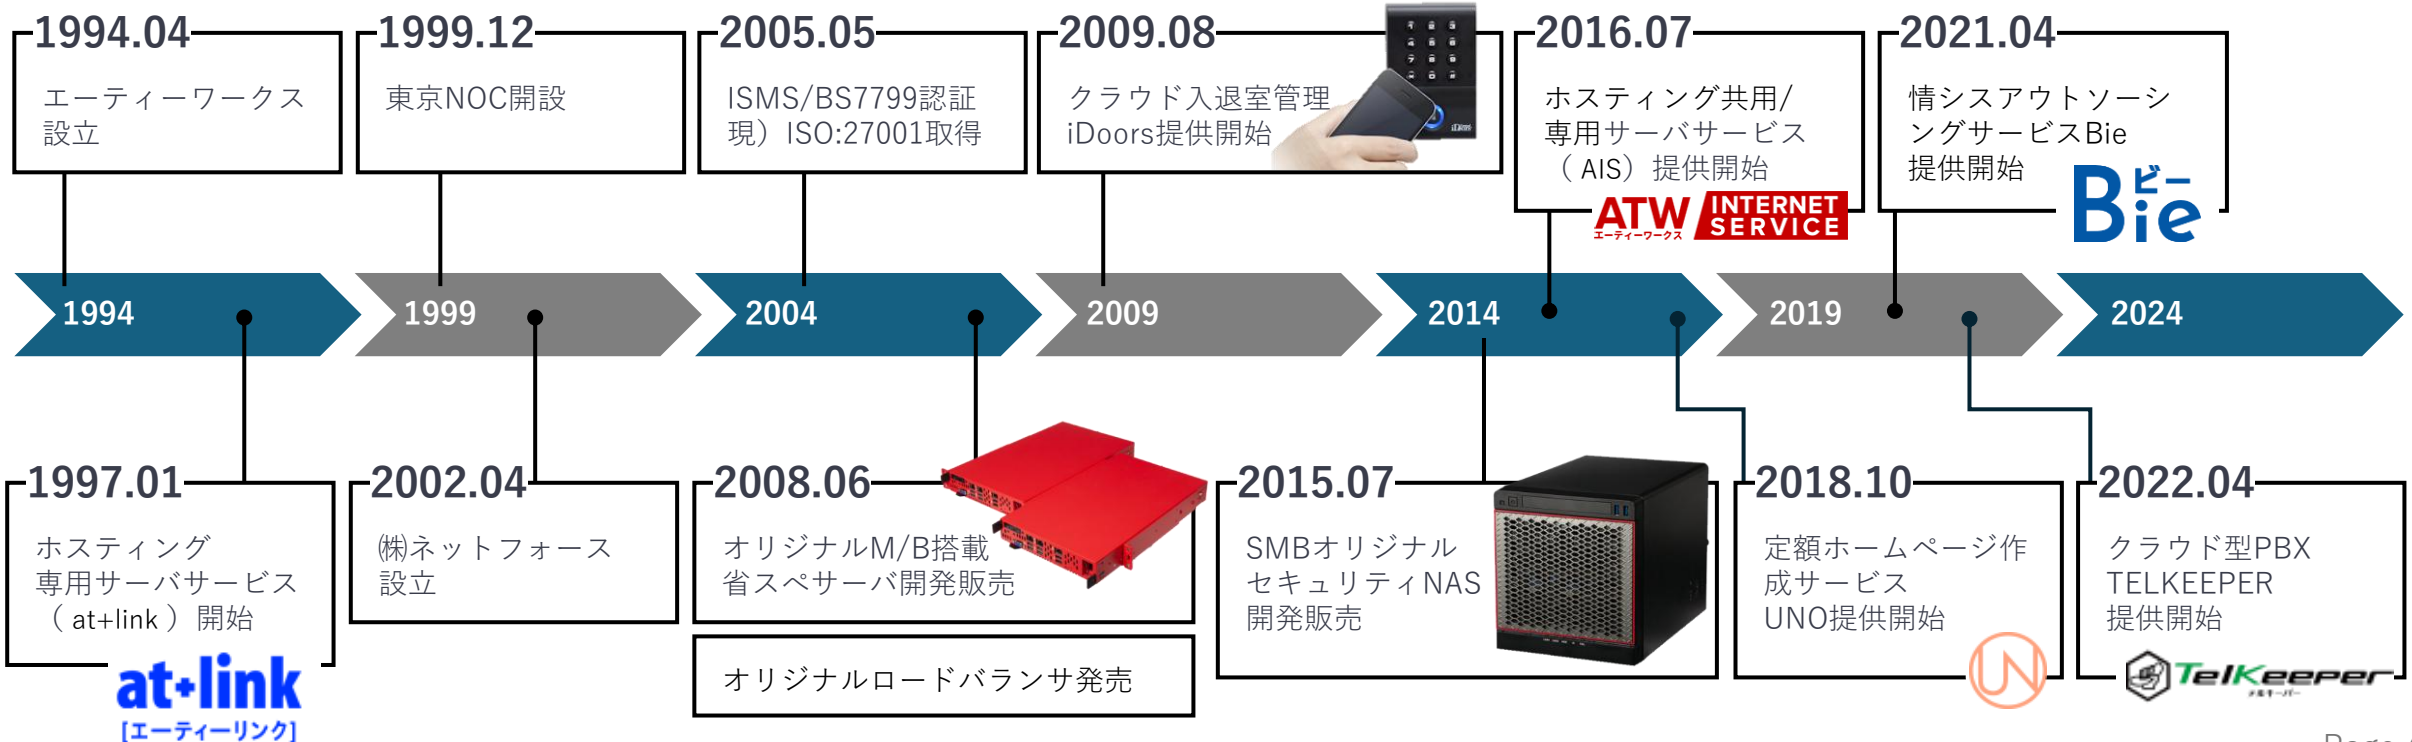 1994.04
エーティーワークス
設立
1999.12
東京NOC開設
2005.05
ISMS/BS7799認証
現）ISO:27001取得
2009.08
クラウド入退室管理
iDoors提供開始
iDoors
2016.07
ホスティング共用/
専用サーバサービス
（ AIS）提供開始
ATW
エーティーワークス
INTERNET
SERVICE
2021.04
情シスアウトソーシ
ングサービスBie
提供開始
Bie
ビー
1994
1999
2004
2009
2014
2019
2024
1997.01
ホスティング
専用サーバサービス
（ at+link ）開始
at+link
[エーティーリンク]
2002.04
㈱ネットフォース
設立
2008.06
オリジナルM/B搭載
省スペサーバ開発販売
オリジナルロードバランサ発売
2015.07
SMBオリジナル
セキュリティNAS
開発販売
2018.10
定額ホームページ作
成サービス
UNO提供開始
UN
2022.04
クラウド型PBX
TELKEEPER
提供開始
TelKeeper
テルキーパー